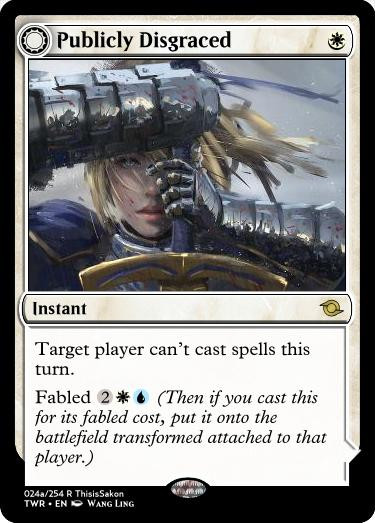 Publicly Disgraced
Instant
Target player can't cast spells this
turn.
Fabled 2 (Then if you cast this
for its fabled cost, put it onto the
battlefield transformed attached to that
player.)
024a/254 R ThisisSakon
TWR • EN Wang Ling